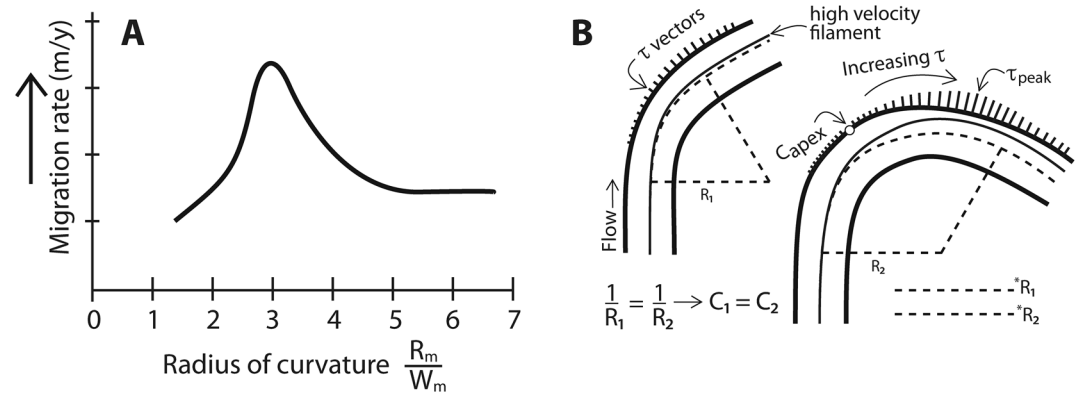 A
Migration rate (m/y)
0 1 2 3 4 5 6 7
Radius of curvature Rm/Wm
B
τ vectors
high velocity
filament
Increasing τ
τpeak
Capex
R1
Flow
R2
1/R1 = 1/R2 → C1 = C2
*R1
*R2